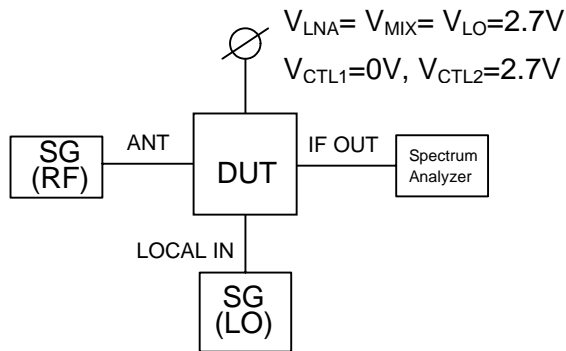 V_LNA= V_MIX= V_LO=2.7V
V_CTL1=0V, V_CTL2=2.7V
SG
(RF)
ANT
DUT
IF OUT
Spectrum
Analyzer
LOCAL IN
SG
(LO)